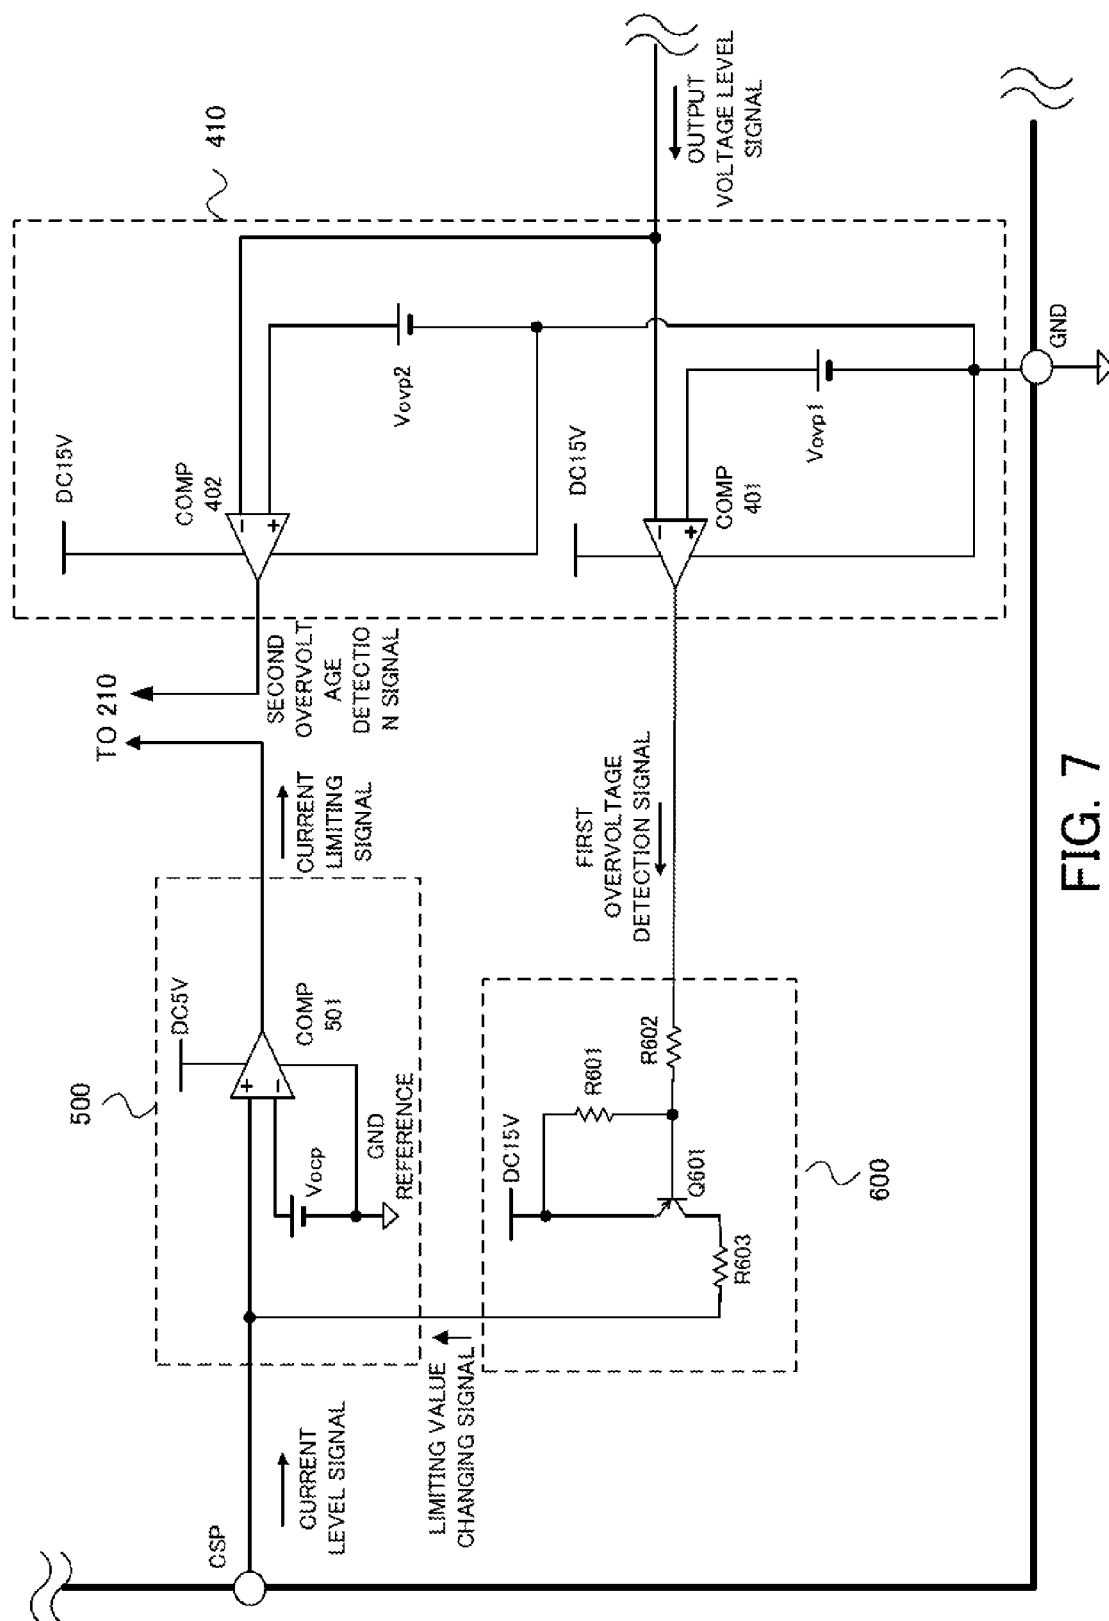 CSP
CURRENT
LEVEL SIGNAL
LIMITING VALUE
CHANGING SIGNAL
500
DC5V
+
−
COMP
501
Vocp
GND
REFERENCE
CURRENT
LIMITING
SIGNAL
TO 210
SECOND
OVERVOLT
AGE
DETECTIO
N SIGNAL
600
DC15V
R601
R602
Q601
R603
FIRST
OVERVOLTAGE
DETECTION SIGNAL
410
DC15V
COMP
402
−
+
Vovp2
DC15V
COMP
401
−
+
Vovp1
OUTPUT
VOLTAGE LEVEL
SIGNAL
GND
FIG. 7